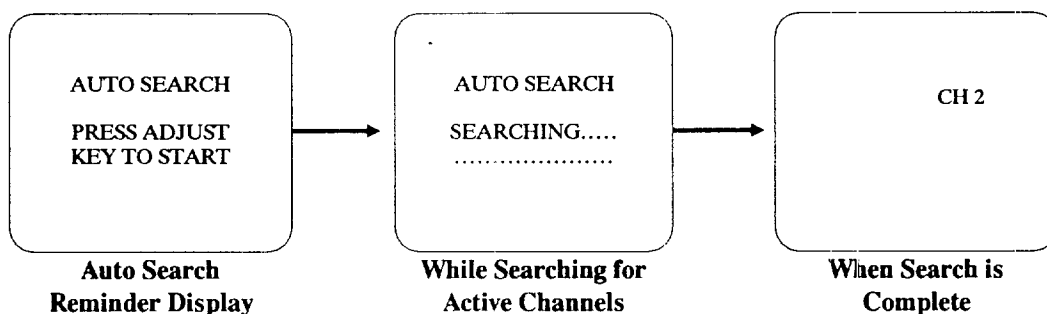 AUTO SEARCH
PRESS ADJUST
KEY TO START
Auto Search
Reminder Display
AUTO SEARCH
SEARCHING.....
.....................
While Searching for
Active Channels
CH 2
When Search is
Complete